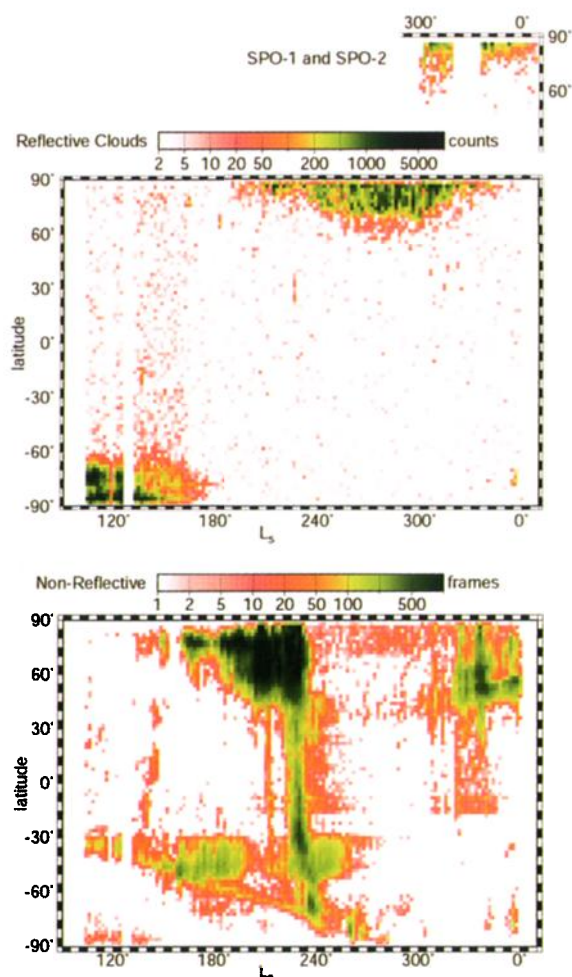 300° 0°
90°
SPO-1 and SPO-2
60°
Reflective Clouds counts
2 5 10 20 50 200 1000 5000
90°
60°
30°
latitude
0°
-30°
-60°
-90°
120° 180° 240° 300° 0°
Ls
Non-Reflective frames
1 2 5 10 20 50 100 500
90°
60°
30°
latitude
0°
-30°
-60°
-90°
120° 180° 240° 300° 0°
Ls